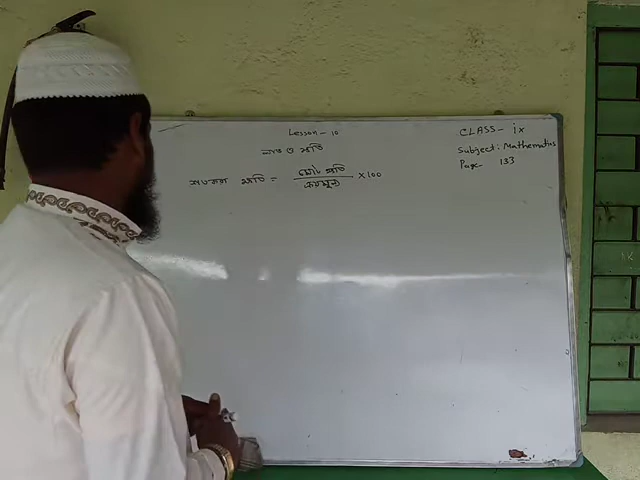 Lesson - 10
লাভ ও ক্ষতি
CLASS - ix
Subject: Mathematics
Page - 133
শতকরা ক্ষতি = মোট ক্ষতি / ক্রয়মূল্য × 100